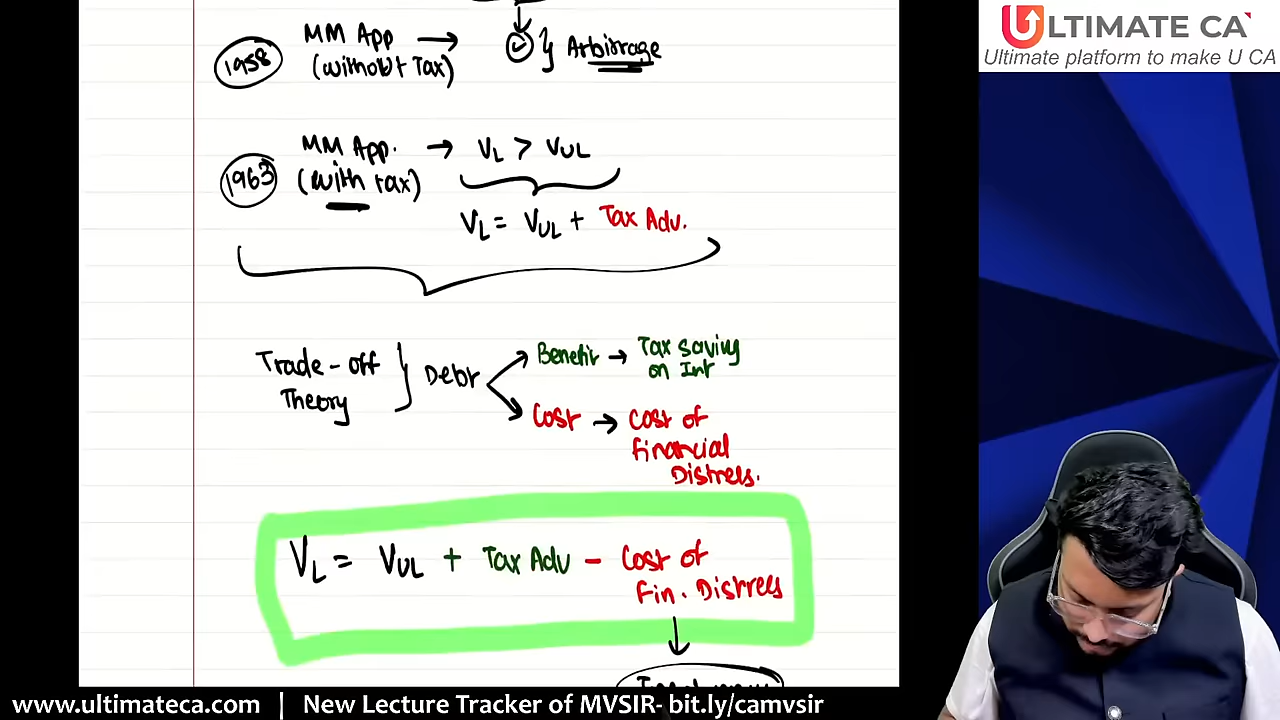 1958 MM App → } Arbitrage
(without Tax)
1963 MM App. → VL > VUL
(with tax)
VL = VUL + Tax Adv.
Trade-off Theory } Debt
Benefit → Tax saving on Int
Cost → Cost of financial Distress.
VL = VUL + Tax Adv - Cost of Fin. Distress
ULTIMATE CA
Ultimate platform to make U CA
www.ultimateca.com | New Lecture Tracker of MVSIR- bit.ly/camvsir